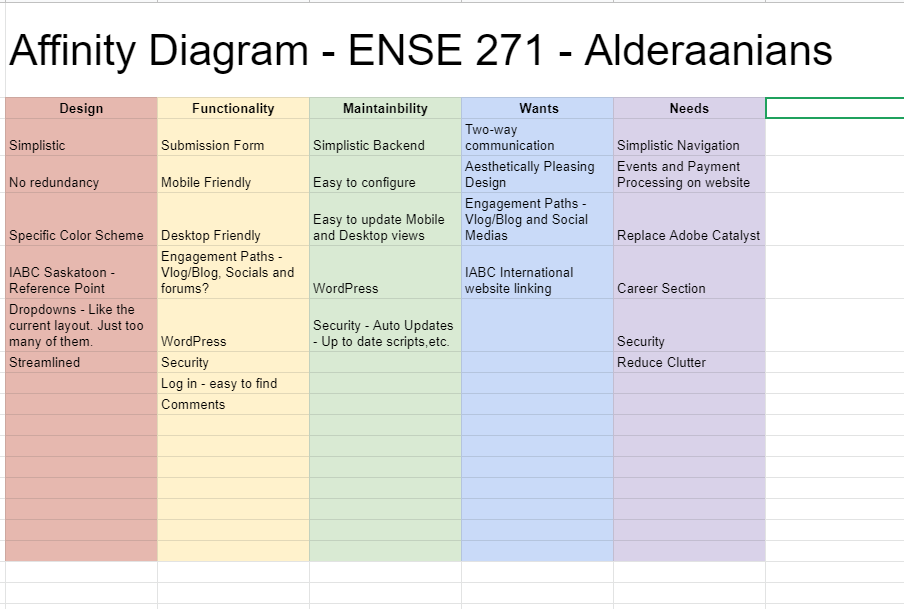 Affinity Diagram - ENSE 271 - Alderaanians
Design Functionality Maintainbility Wants Needs
Simplistic
Submission Form
Simplistic Backend
Two-way
communication
Simplistic Navigation
No redundancy
Mobile Friendly
Easy to configure
Aesthetically Pleasing
Design
Events and Payment
Processing on website
Specific Color Scheme
Desktop Friendly
Easy to update Mobile
and Desktop views
Engagement Paths -
Vlog/Blog and Social
Medias
Replace Adobe Catalyst
IABC Saskatoon -
Reference Point
Engagement Paths -
Vlog/Blog, Socials and
forums?
WordPress
IABC International
website linking
Career Section
Dropdowns - Like the
current layout. Just too
many of them.
WordPress
Security - Auto Updates
- Up to date scripts,etc.
Security
Streamlined
Security
Reduce Clutter
Log in - easy to find
Comments